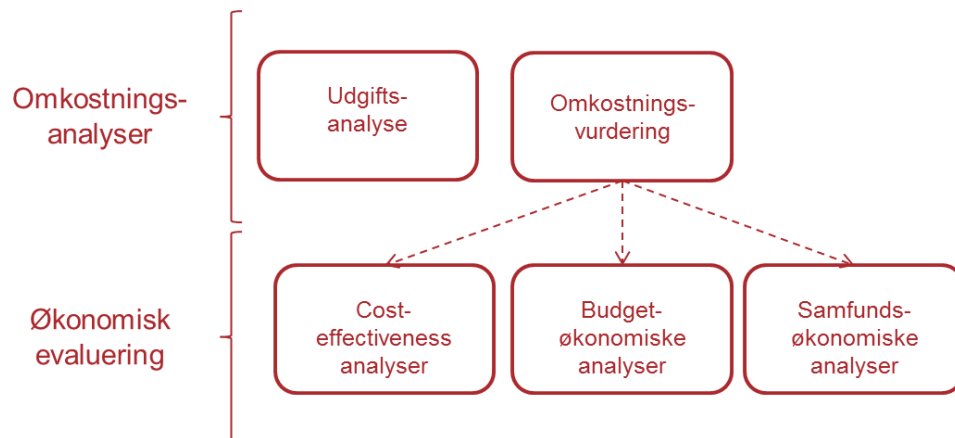 Omkostnings-
analyser
Udgifts-
analyse
Omkostnings-
vurdering
Økonomisk
evaluering
Cost-
effectiveness
analyser
Budget-
økonomiske
analyser
Samfunds-
økonomiske
analyser